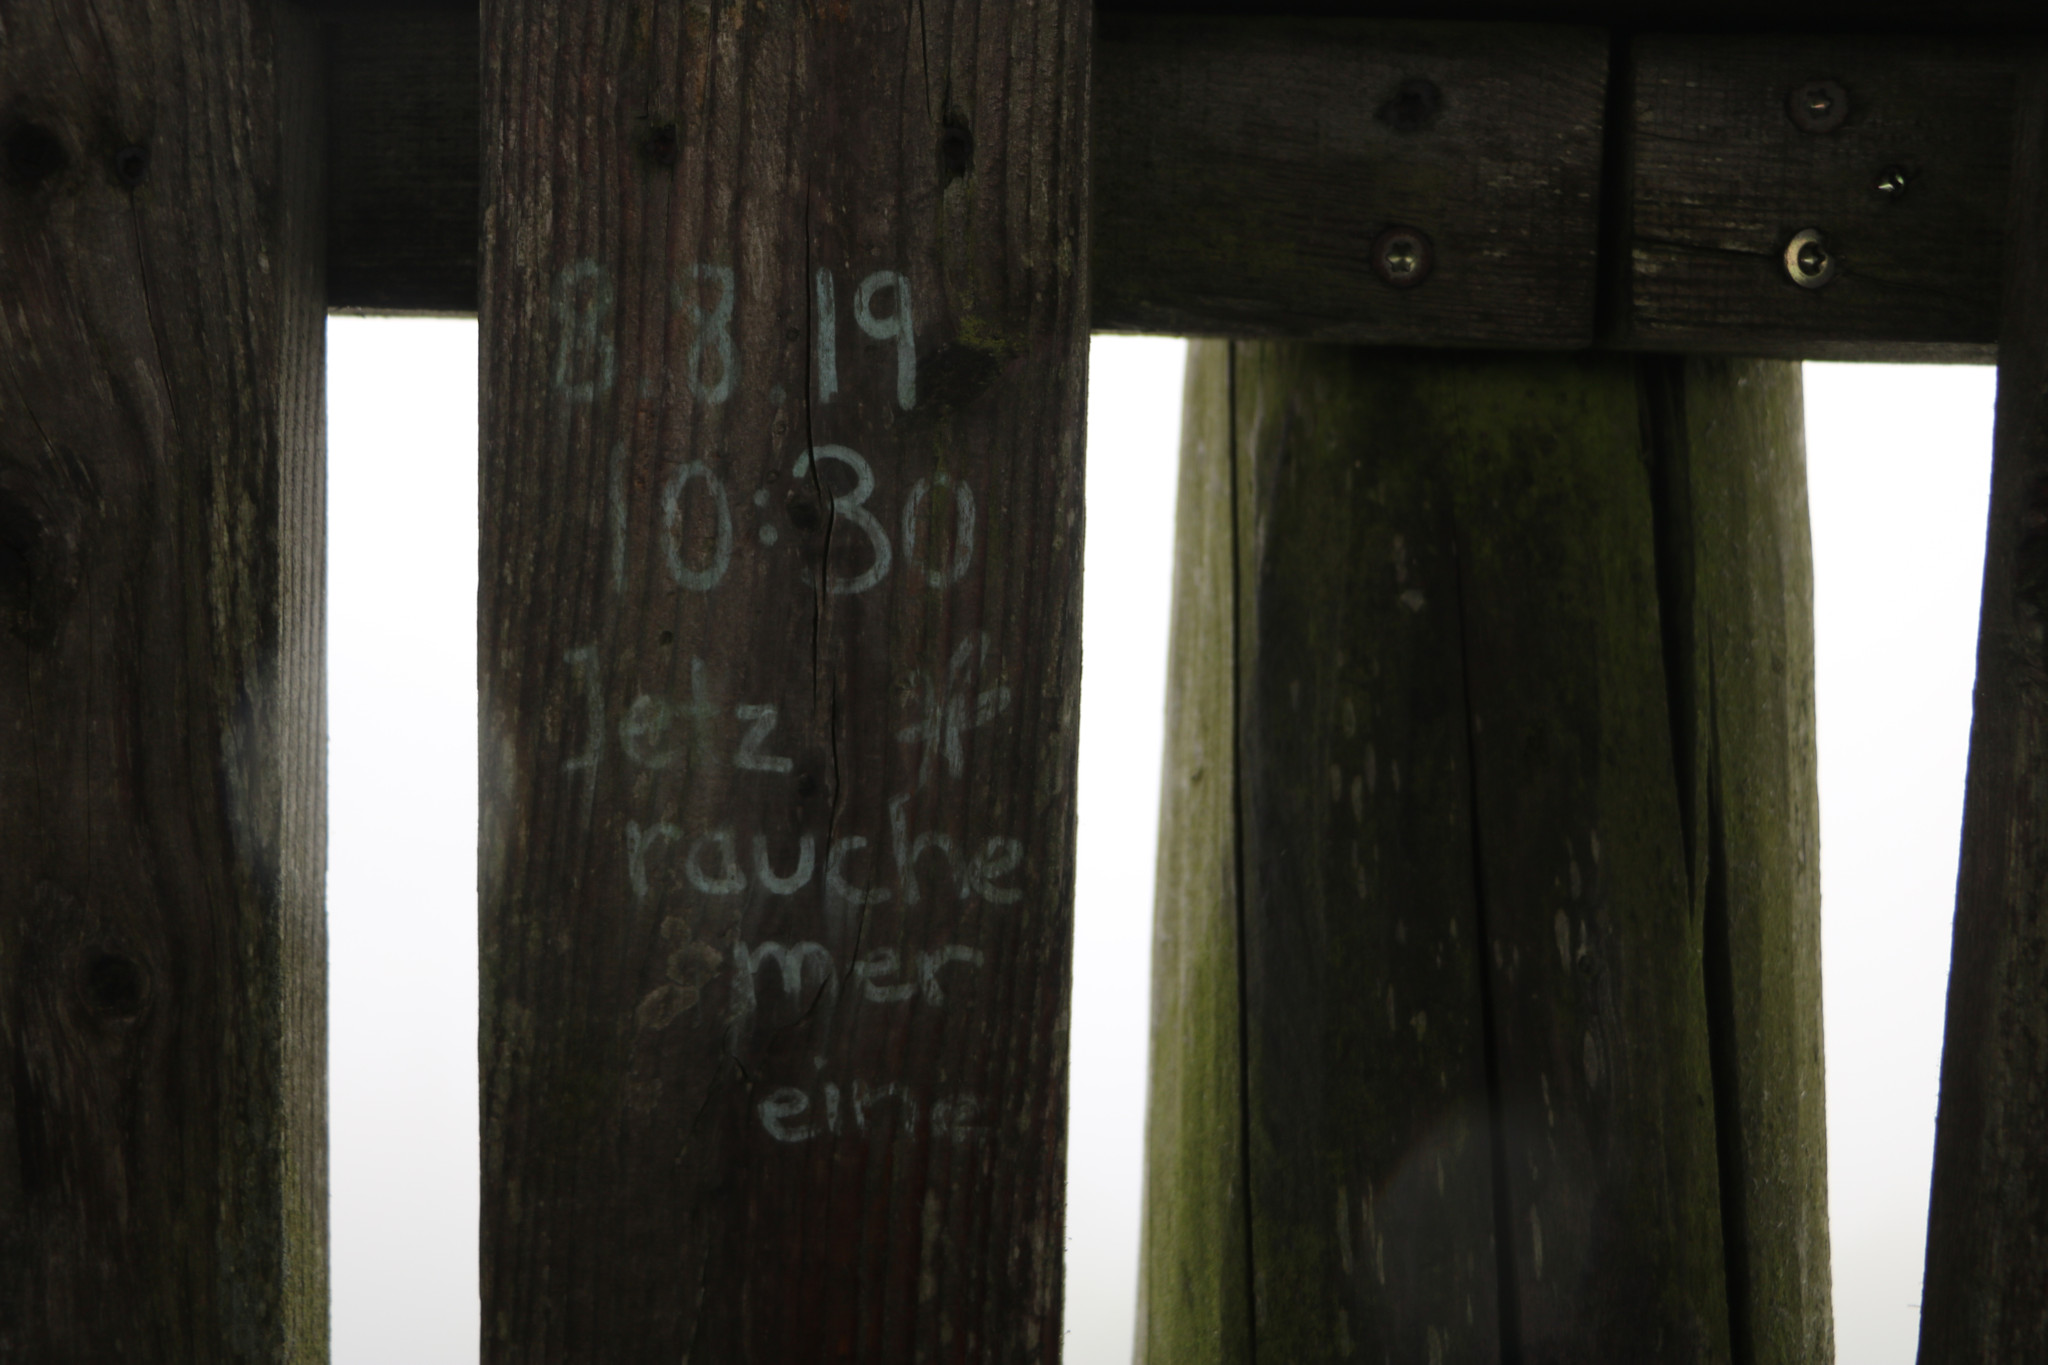 8.8.19
10:30
Jetz
rauche
mer
eine